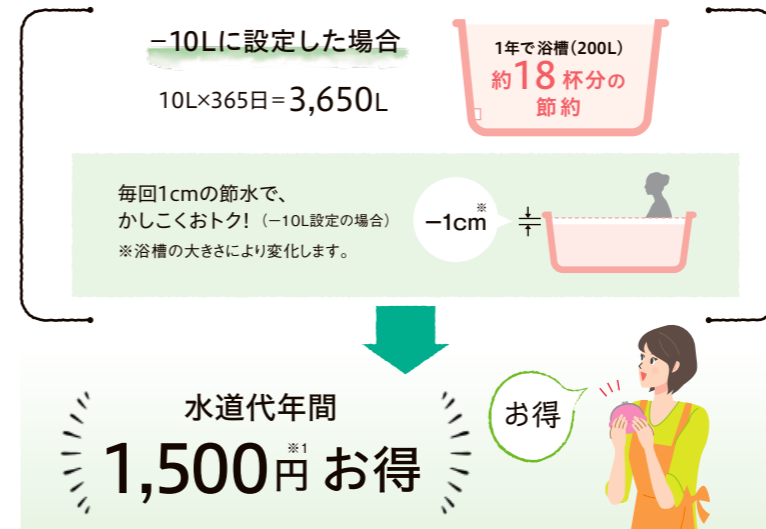 −10Lに設定した場合
10L×365日＝3,650L
1年で浴槽（200L）
約18杯分の
節約
毎回1cmの節水で、
かしこくおトク！（−10L設定の場合）
※浴槽の大きさにより変化します。
−1cm※
水道代年間
1,500円※1お得
お得